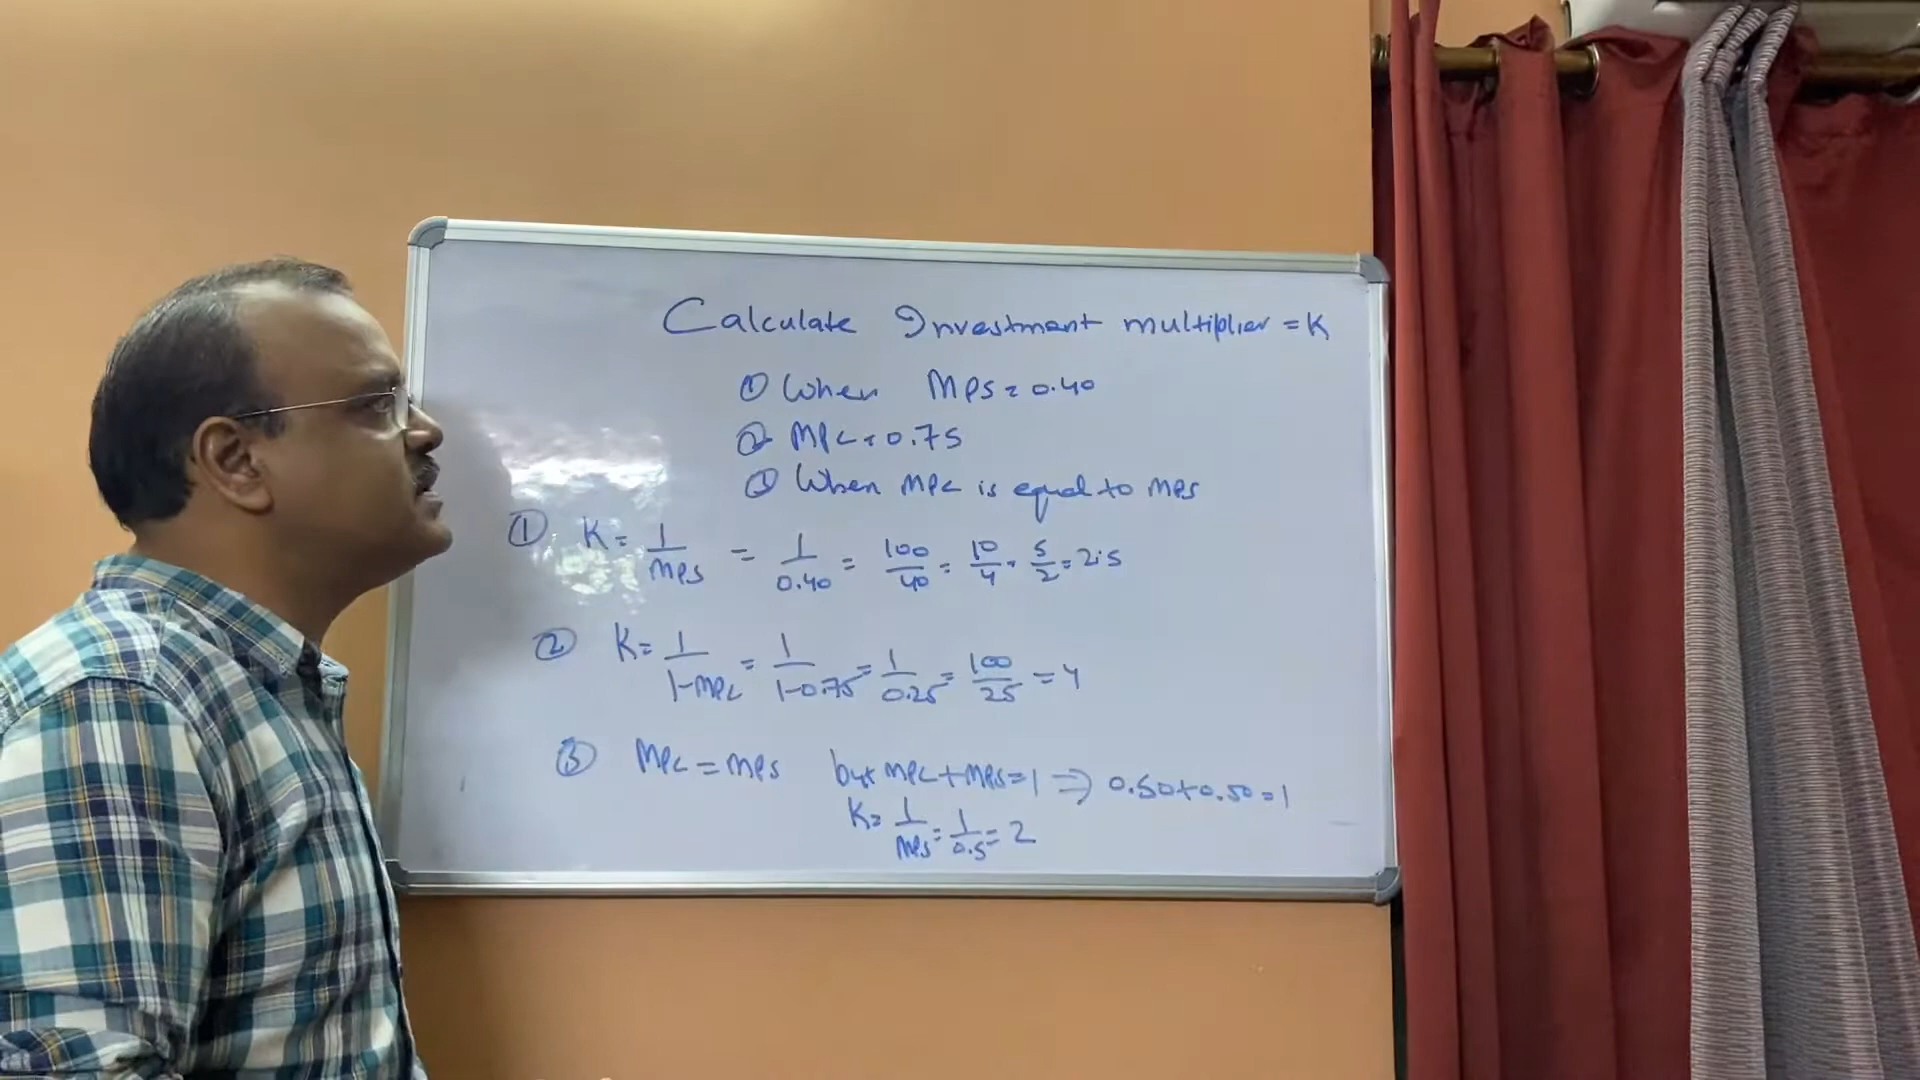 Calculate Investment multiplier = K
① When MPS = 0.40
② MPC = 0.75
③ When MPC is equal to MPS
① K = 1/MPS = 1/0.40 = 100/40 = 10/4 = 5/2 = 2.5
② K = 1/1-MPC = 1/1-0.75 = 1/0.25 = 100/25 = 4
③ MPC = MPS but MPC + MPS = 1 ⇒ 0.50 + 0.50 = 1
K = 1/MPS = 1/0.5 = 2